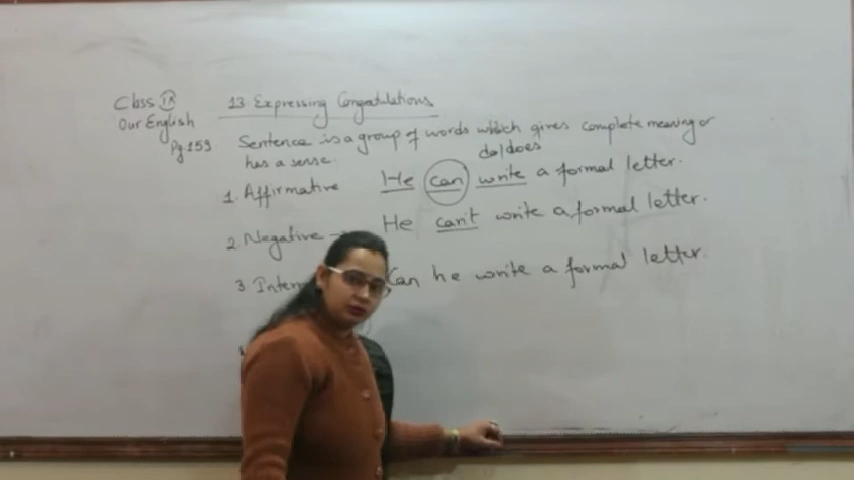 Class IX
13. Expressing Congratulations
Our English
Pg.159
Sentence is a group of words which gives complete meaning or
has a sense.
do/does
1. Affirmative He can write a formal letter.
2. Negative He can't write a formal letter.
3. Inter Can he write a formal letter.